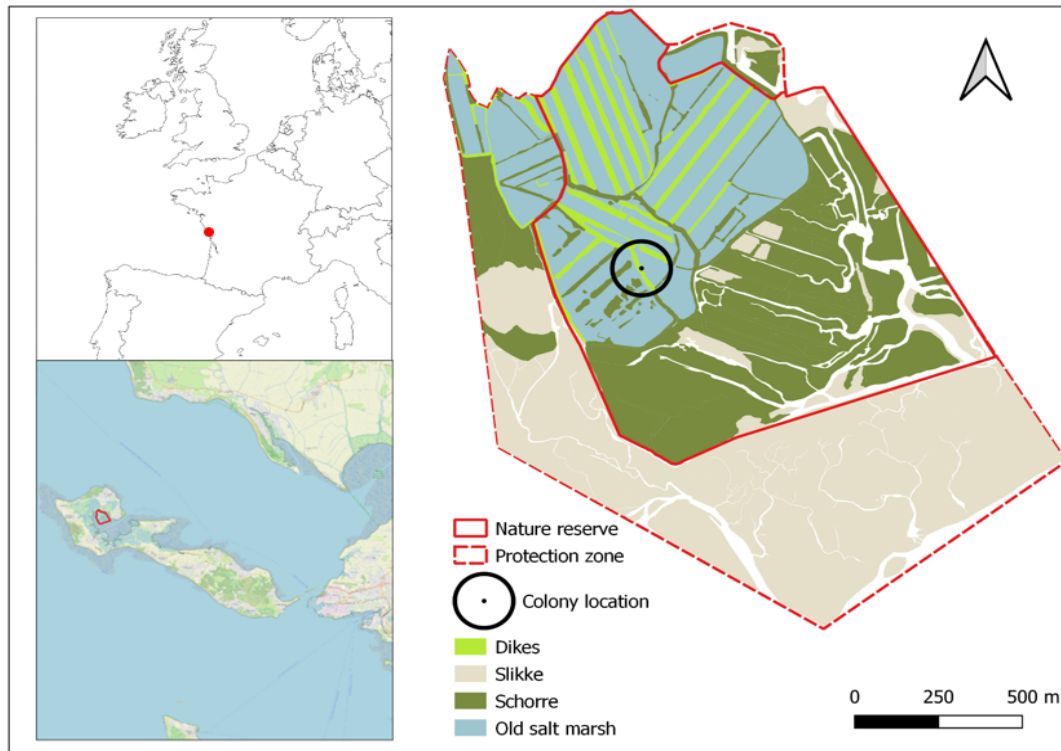 Nature reserve
Protection zone
Colony location
Dikes
Slikke
Schorre
Old salt marsh
0 250 500 m